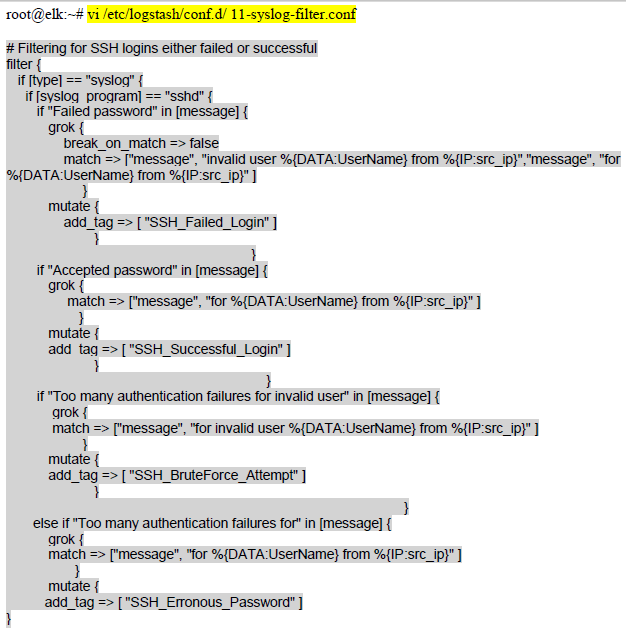 root@elk:~# vi /etc/logstash/conf.d/ 11-syslog-filter.conf
# Filtering for SSH logins either failed or successful
filter {
if [type] == "syslog" {
if [syslog_program] == "sshd" {
if "Failed password" in [message] {
grok {
break_on_match => false
match => ["message", "invalid user %{DATA:UserName} from %{IP:src_ip}","message", "for
%{DATA:UserName} from %{IP:src_ip}" ]
}
mutate {
add_tag => [ "SSH_Failed_Login" ]
}
}
if "Accepted password" in [message] {
grok {
match => ["message", "for %{DATA:UserName} from %{IP:src_ip}" ]
}
mutate {
add_tag => [ "SSH_Successful_Login" ]
}
}
if "Too many authentication failures for invalid user" in [message] {
grok {
match => ["message", "for invalid user %{DATA:UserName} from %{IP:src_ip}" ]
}
mutate {
add_tag => [ "SSH_BruteForce_Attempt" ]
}
}
else if "Too many authentication failures for" in [message] {
grok {
match => ["message", "for %{DATA:UserName} from %{IP:src_ip}" ]
}
mutate {
add_tag => [ "SSH_Erronous_Password" ]
}